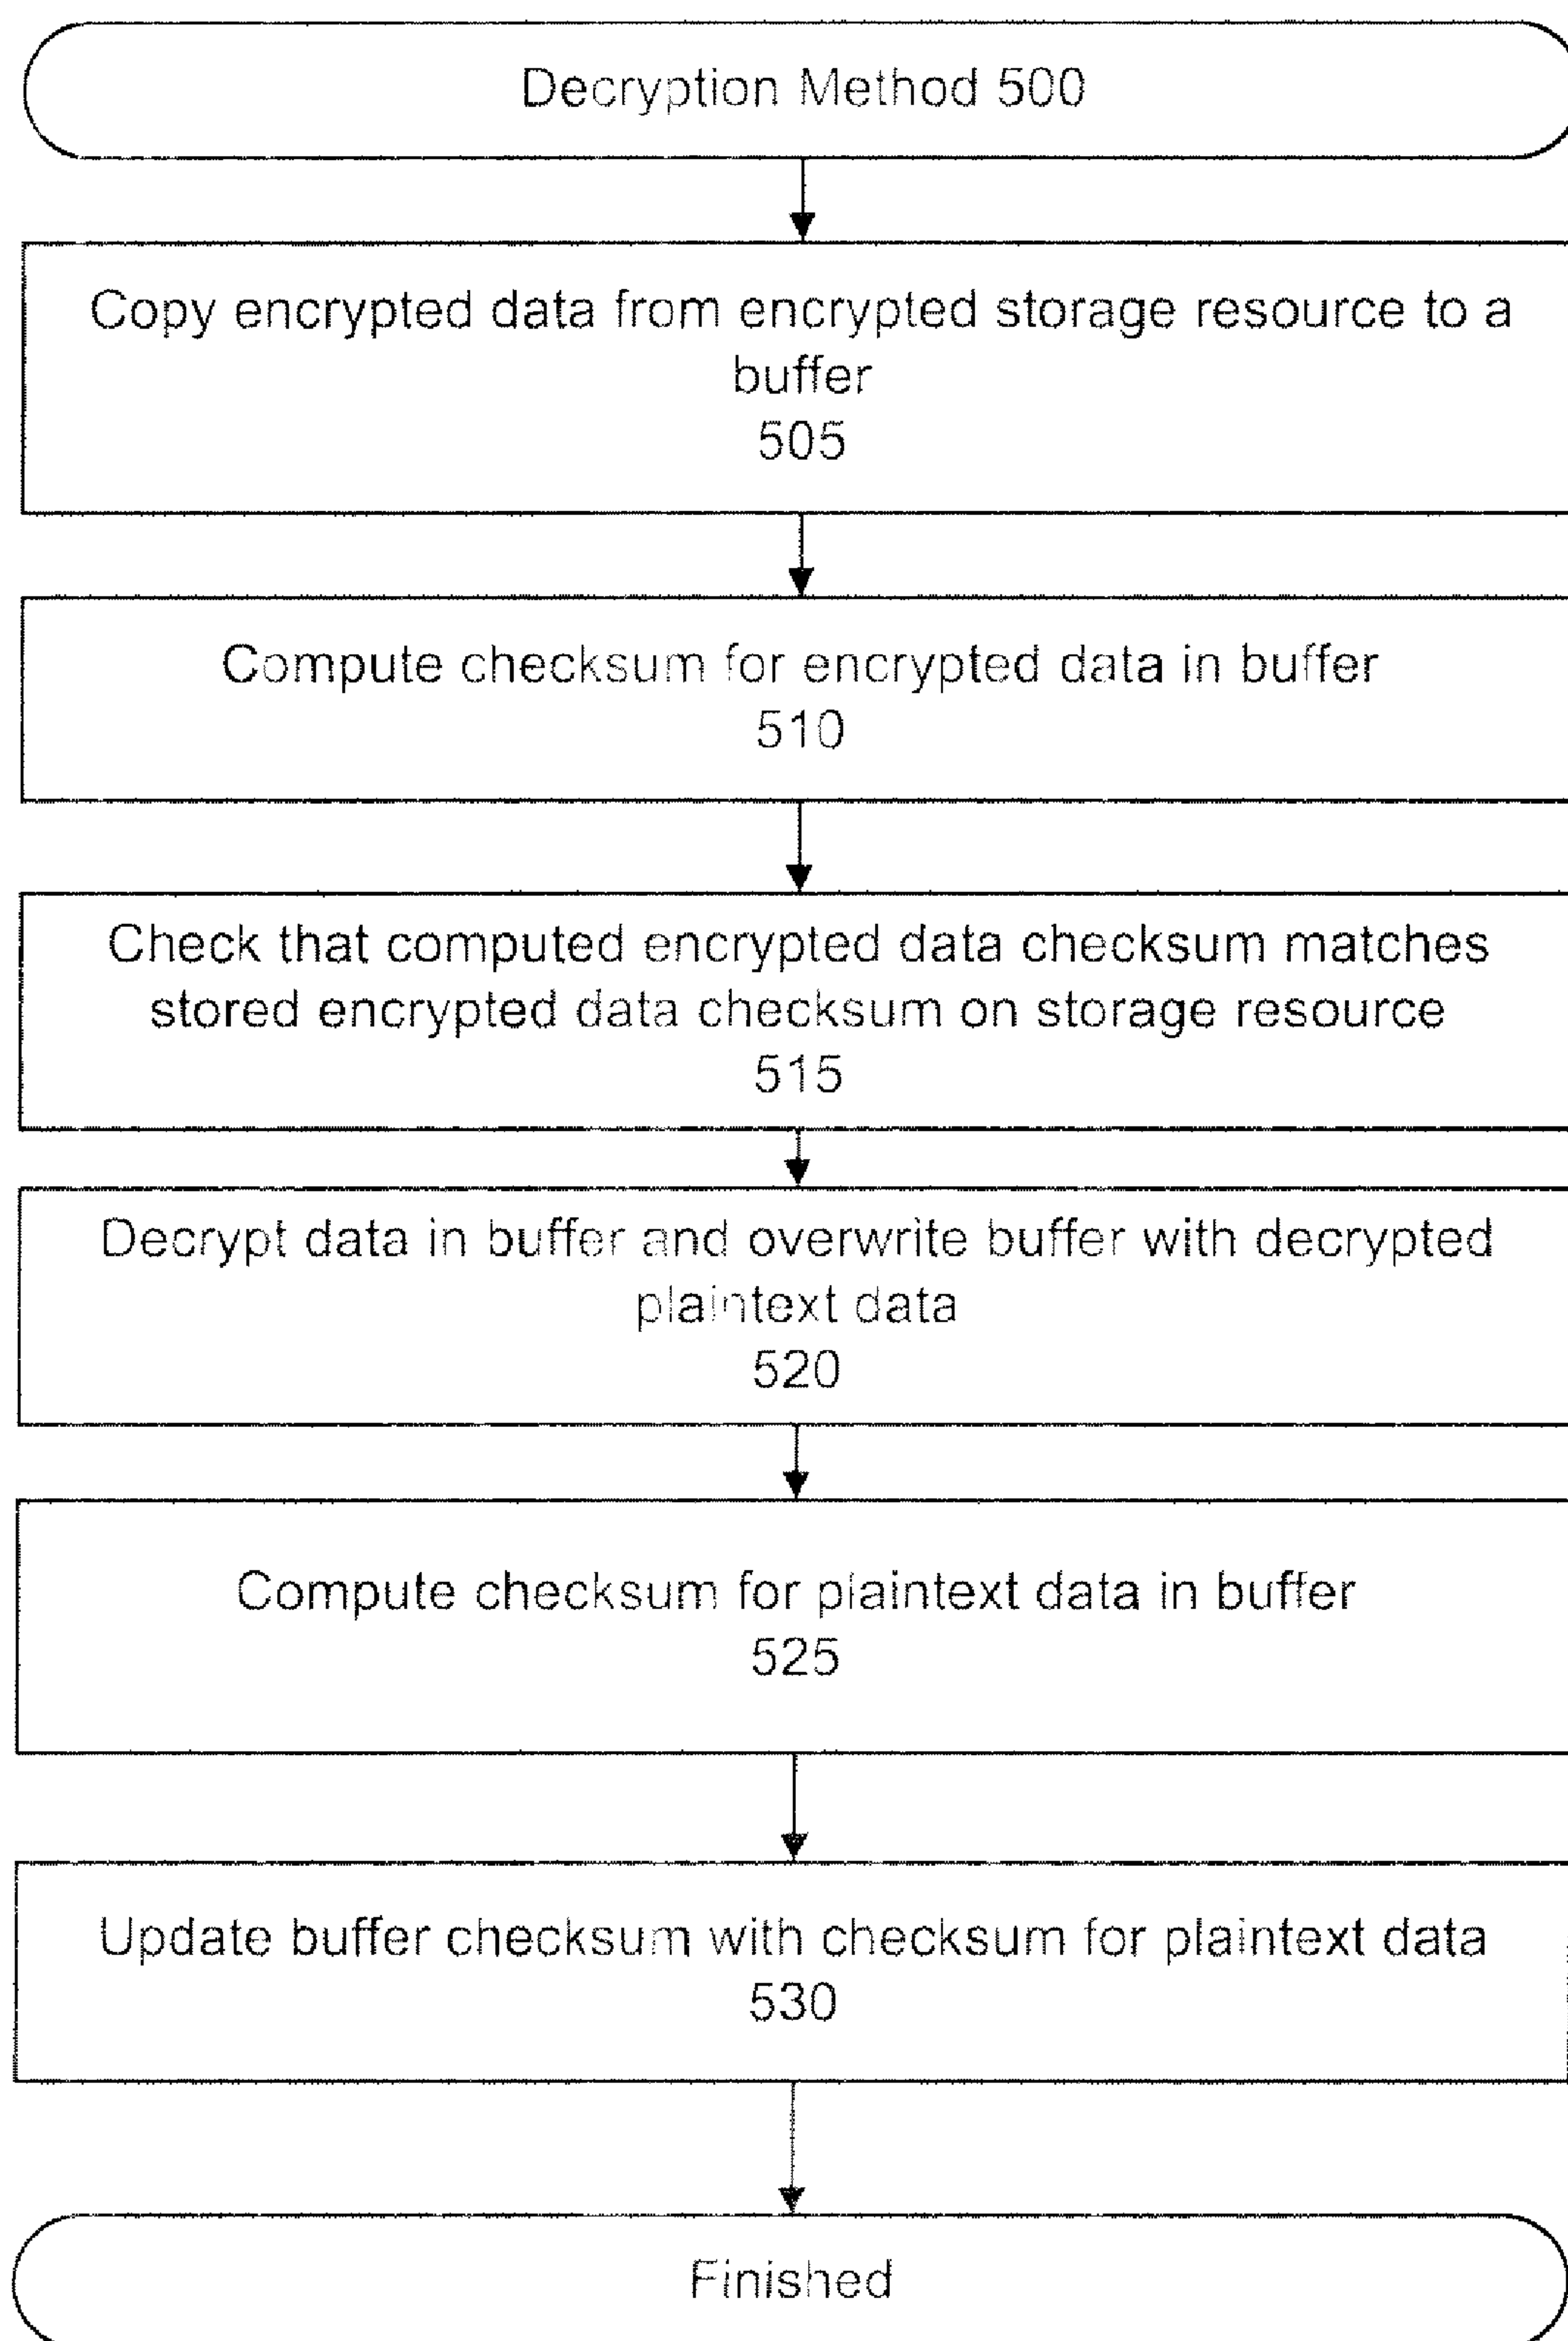 Decryption Method 500
Copy encrypted data from encrypted storage resource to a
buffer
505
Compute checksum for encrypted data in buffer
510
Check that computed encrypted data checksum matches
stored encrypted data checksum on storage resource
515
Decrypt data in buffer and overwrite buffer with decrypted
plaintext data
520
Compute checksum for plaintext data in buffer
525
Update buffer checksum with checksum for plaintext data
530
Finished